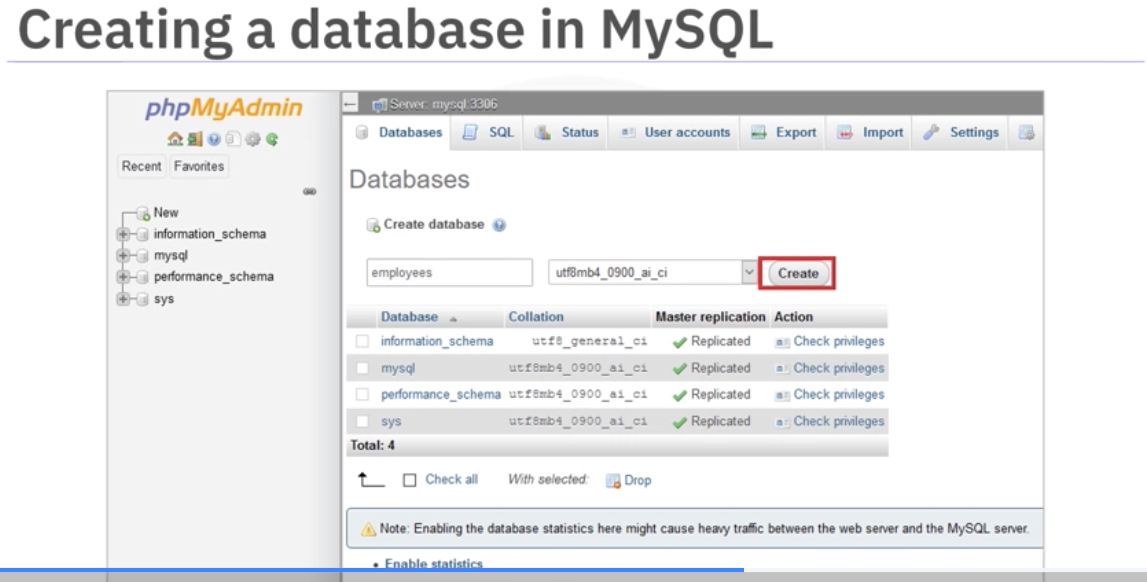 Creating a database in MySQL
phpMyAdmin
Recent Favorites
New
information_schema
mysql
performance_schema
sys
Server: mysql:3306
Databases SQL Status User accounts Export Import Settings
Databases
Create database
employees utf8mb4_0900_ai_ci Create
Database Collation Master replication Action
information_schema utf8_general_ci Replicated Check privileges
mysql utf8mb4_0900_ai_ci Replicated Check privileges
performance_schema utf8mb4_0900_ai_ci Replicated Check privileges
sys utf8mb4_0900_ai_ci Replicated Check privileges
Total: 4
Check all With selected: Drop
Note: Enabling the database statistics here might cause heavy traffic between the web server and the MySQL server.
• Enable statistics